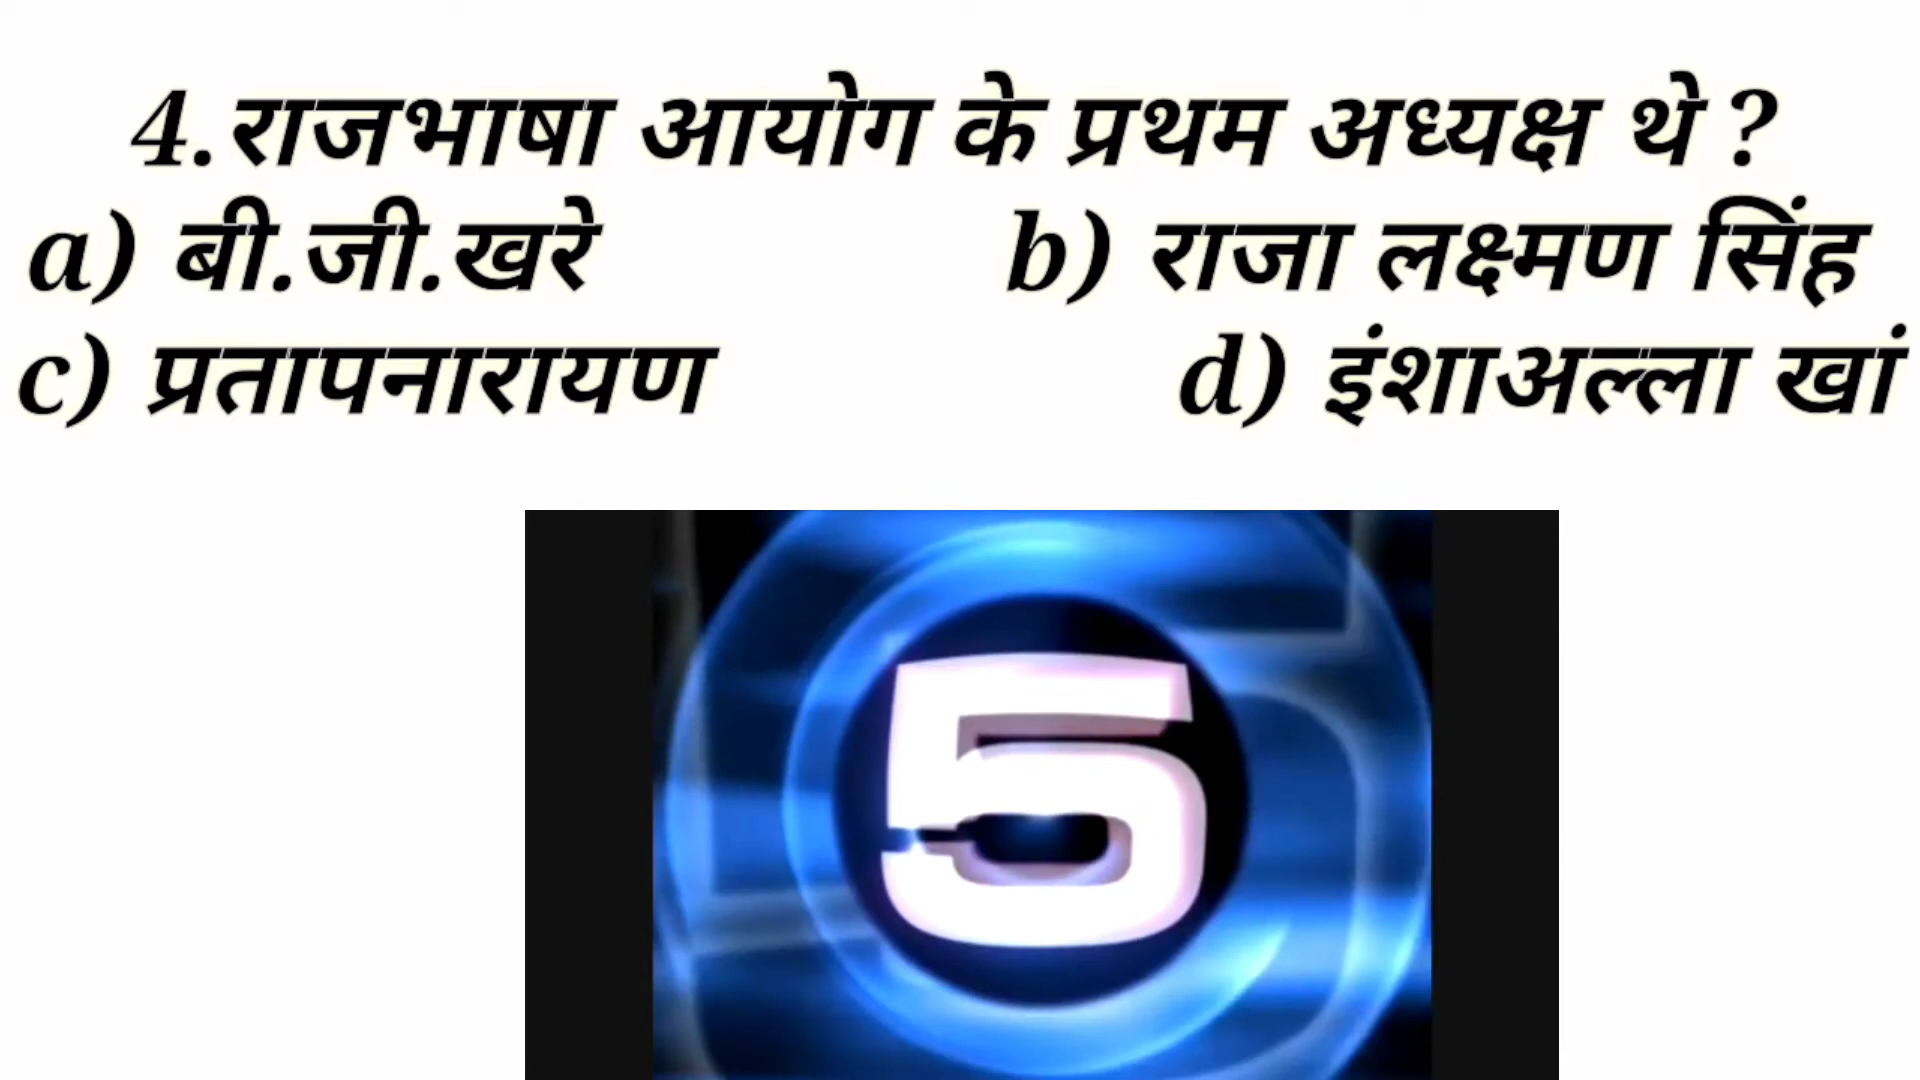 4.राजभाषा आयोग के प्रथम अध्यक्ष थे ?
a) बी.जी.खरे b) राजा लक्ष्मण सिंह
c) प्रतापनारायण d) इंशाअल्ला खां
5